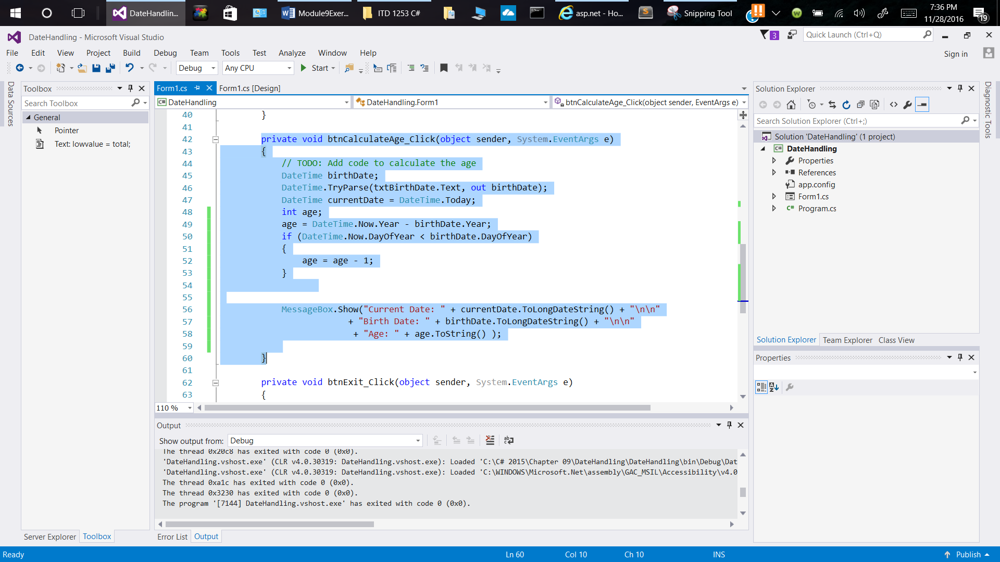 DateHandlin...
Module9Exer...
ITD 1253 C#
asp.net - Ho...
Snipping Tool
7:36 PM
11/28/2016
19
DateHandling - Microsoft Visual Studio
3
Quick Launch (Ctrl+Q)
File Edit View Project Build Debug Team Tools Test Analyze Window Help
Sign in
Debug
Any CPU
Start
Data Sources
Toolbox
Search Toolbox
General
Pointer
Text: lowvalue = total;
Server Explorer
Toolbox
Form1.cs
Form1.cs [Design]
DateHandling
DateHandling.Form1
btnCalculateAge_Click(object sender, EventArgs e)
40 }
41
42 private void btnCalculateAge_Click(object sender, System.EventArgs e)
43 {
44 // TODO: Add code to calculate the age
45 DateTime birthDate;
46 DateTime.TryParse(txtBirthDate.Text, out birthDate);
47 DateTime currentDate = DateTime.Today;
48 int age;
49 age = DateTime.Now.Year - birthDate.Year;
50 if (DateTime.Now.DayOfYear < birthDate.DayOfYear)
51 {
52 age = age - 1;
53 }
54
55
56 MessageBox.Show("Current Date: " + currentDate.ToLongDateString() + "\n\n"
57 + "Birth Date: " + birthDate.ToLongDateString() + "\n\n"
58 + "Age: " + age.ToString() );
59
60 }
61
62 private void btnExit_Click(object sender, System.EventArgs e)
63 {
110 %
Output
Show output from: Debug
The thread 0x20c8 has exited with code 0 (0x0).
'DateHandling.vshost.exe' (CLR v4.0.30319: DateHandling.vshost.exe): Loaded 'C:\C# 2015\Chapter 09\DateHandling\DateHandling\bin\Debug\Dat
'DateHandling.vshost.exe' (CLR v4.0.30319: DateHandling.vshost.exe): Loaded 'C:\WINDOWS\Microsoft.Net\assembly\GAC_MSIL\Accessibility\v4.0
The thread 0xa1c has exited with code 0 (0x0).
The thread 0x3230 has exited with code 0 (0x0).
The program '[7144] DateHandling.vshost.exe' has exited with code 0 (0x0).
Error List
Output
Solution Explorer
Search Solution Explorer (Ctrl+;)
Solution 'DateHandling' (1 project)
C# DateHandling
Properties
References
app.config
Form1.cs
C# Program.cs
Solution Explorer
Team Explorer
Class View
Properties
Diagnostic Tools
Ready
Ln 60
Col 10
Ch 10
INS
Publish